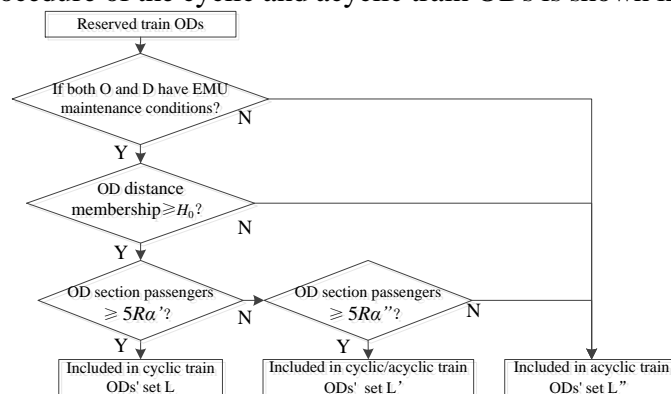 Reserved train ODs
If both O and D have EMU
maintenance conditions?
N
Y
OD distance
membership≥H₀?
N
Y
OD section passengers
≥ 5Rα’?
N
Y
OD section passengers
≥ 5Rα”?
N
Y
Included in cyclic train
ODs' set L
Included in cyclic/acyclic train
ODs' set L’
Included in acyclic train
ODs' set L”